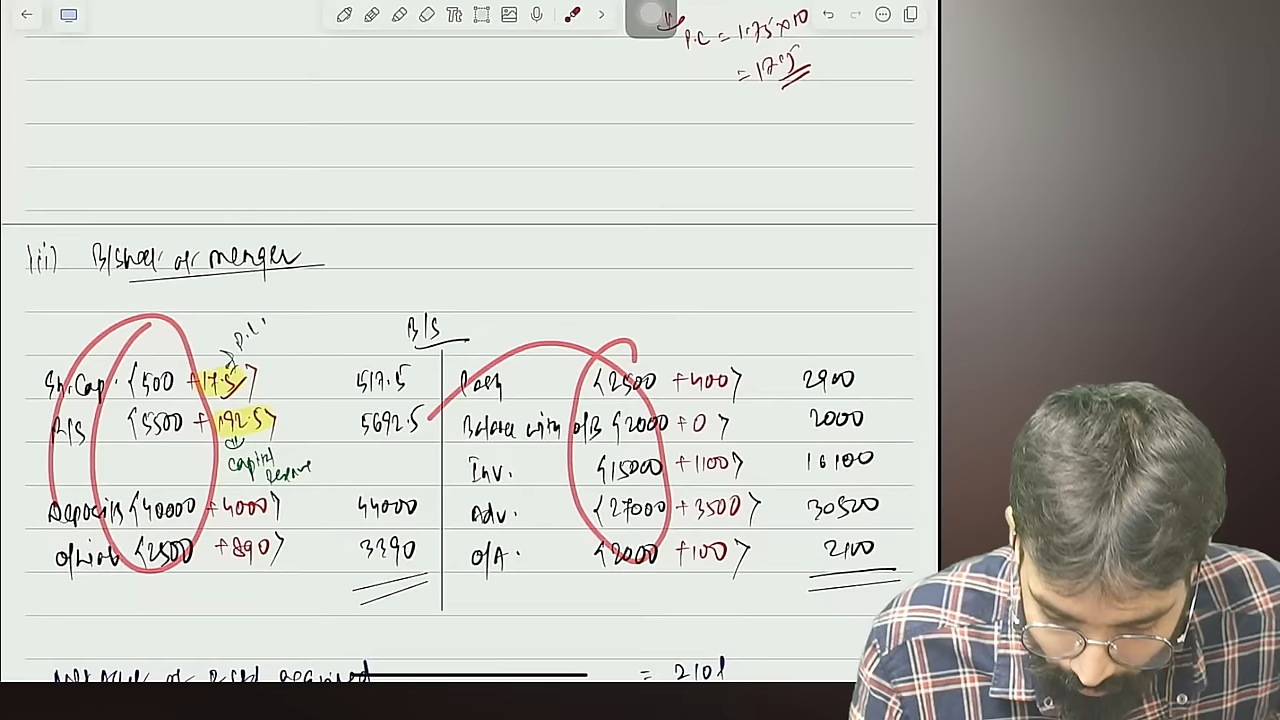 P.C = 1.75 x 10
= 17.5
(ii) B/Sheet after merger
B/S
P.C.
Sh. Cap. {500 + 17.5} 517.5
R/S {5500 + 192.5} 5692.5
capital reserve
Deposits {40000 + 4000} 44000
O/Liab {2500 + 890} 3390
Cash {2500 + 400} 2900
Balance with o/B {2000 + 0} 2000
Inv. {15000 + 1100} 16100
Adv. {27000 + 3500} 30500
O/A. {2000 + 100} 2100
= 210